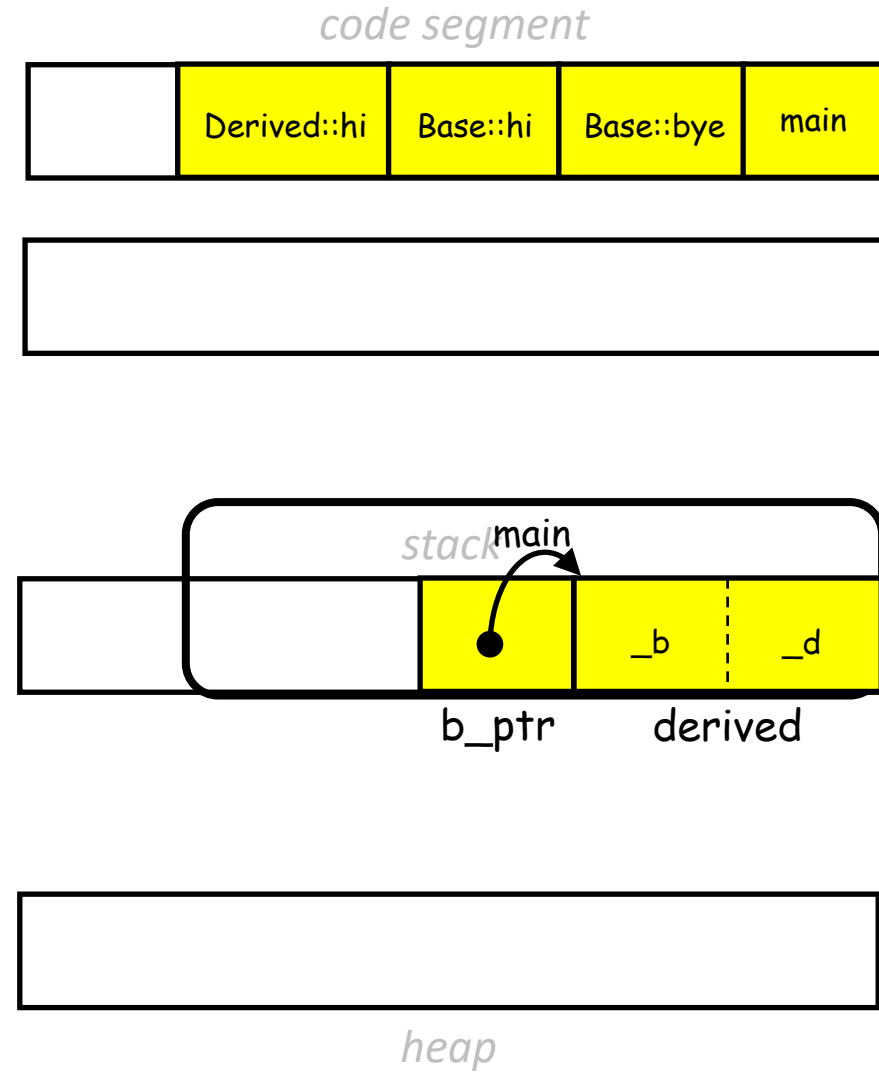 code segment
Derived::hi Base::hi Base::bye main
stack main
_b _d
b_ptr derived
heap